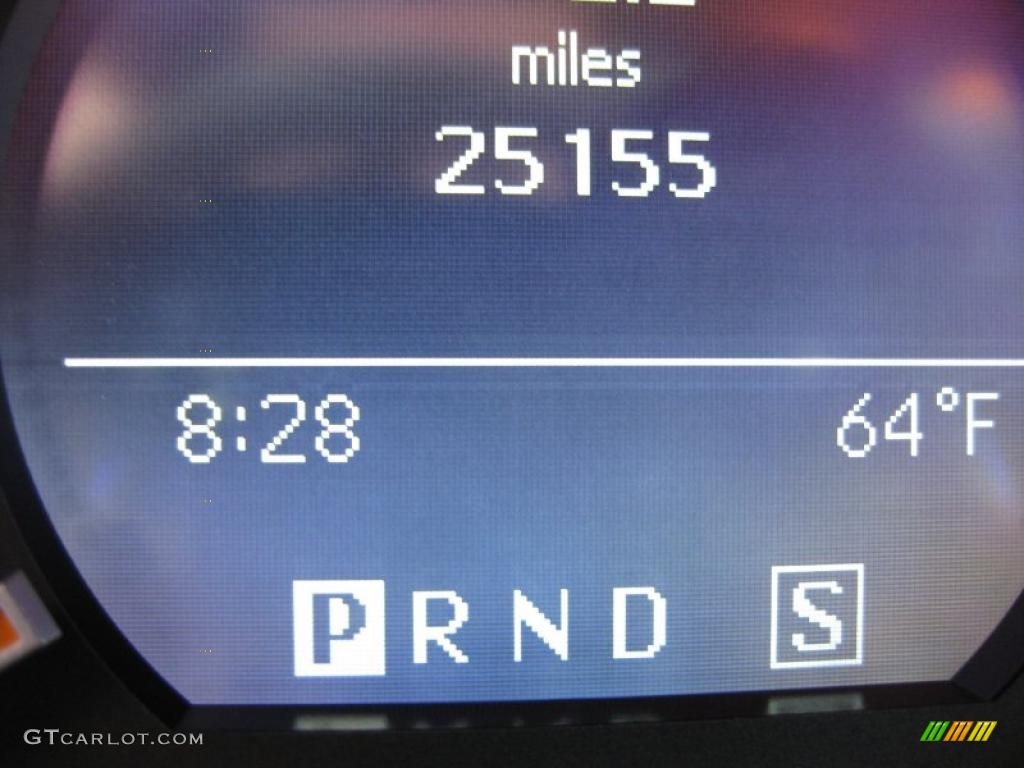 miles
25155
8:28 64°F
P R N D S
GTCARLOT.COM